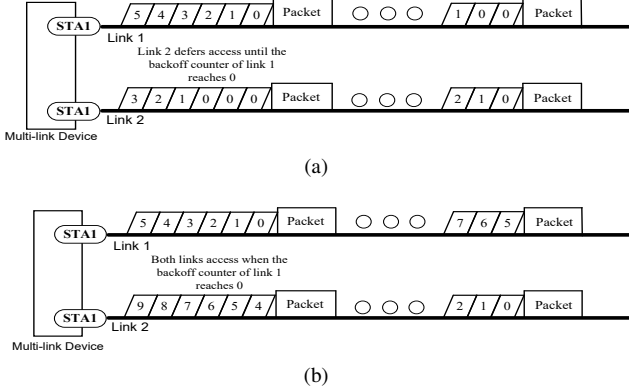 5 4 3 2 1 0 Packet 1 0 0 Packet
STA1
Link 1
Link 2 defers access until the
backoff counter of link 1
reaches 0
3 2 1 0 0 0 Packet 2 1 0 Packet
STA1
Link 2
Multi-link Device
(a)
5 4 3 2 1 0 Packet 7 6 5 Packet
STA1
Link 1
Both links access when the
backoff counter of link 1
reaches 0
9 8 7 6 5 4 Packet 2 1 0 Packet
STA1
Link 2
Multi-link Device
(b)